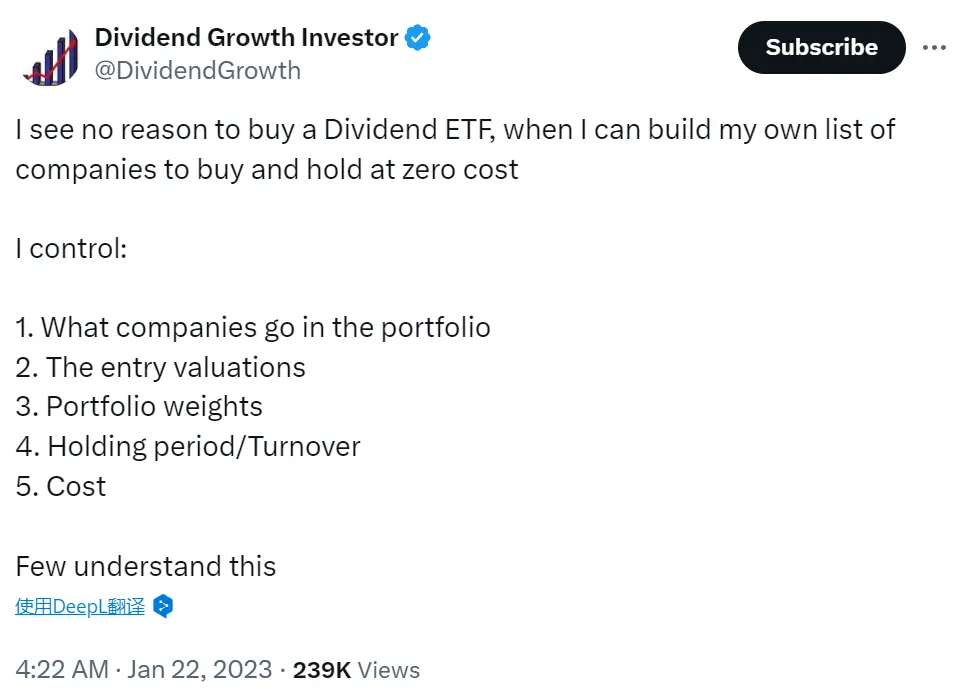 Dividend Growth Investor
@DividendGrowth
Subscribe
I see no reason to buy a Dividend ETF, when I can build my own list of
companies to buy and hold at zero cost
I control:
1. What companies go in the portfolio
2. The entry valuations
3. Portfolio weights
4. Holding period/Turnover
5. Cost
Few understand this
使用DeepL翻译
4:22 AM · Jan 22, 2023 · 239K Views